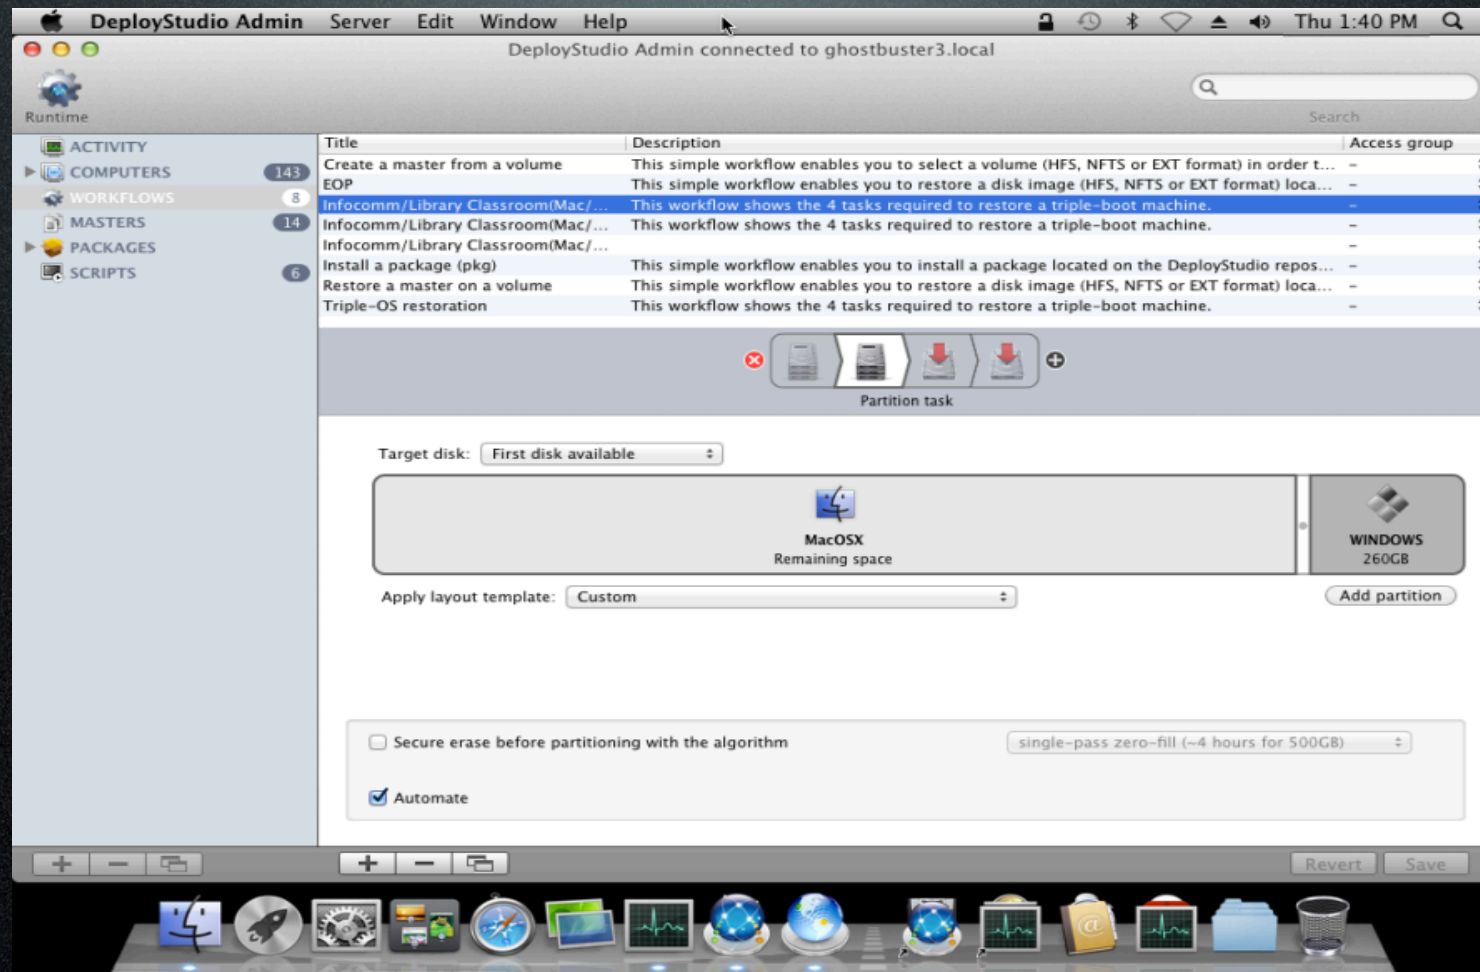 DeployStudio Admin Server Edit Window Help Thu 1:40 PM
DeployStudio Admin connected to ghostbuster3.local
Runtime
Search
ACTIVITY
COMPUTERS 143
WORKFLOWS 8
MASTERS 14
PACKAGES
SCRIPTS 6
Title Description Access group
Create a master from a volume This simple workflow enables you to select a volume (HFS, NFTS or EXT format) in order t... –
EOP This simple workflow enables you to restore a disk image (HFS, NFTS or EXT format) loca... –
Infocomm/Library Classroom(Mac/... This workflow shows the 4 tasks required to restore a triple-boot machine. –
Infocomm/Library Classroom(Mac/... This workflow shows the 4 tasks required to restore a triple-boot machine. –
Infocomm/Library Classroom(Mac/... –
Install a package (pkg) This simple workflow enables you to install a package located on the DeployStudio repos... –
Restore a master on a volume This simple workflow enables you to restore a disk image (HFS, NFTS or EXT format) loca... –
Triple-OS restoration This workflow shows the 4 tasks required to restore a triple-boot machine. –
Partition task
Target disk: First disk available
MacOSX
Remaining space
WINDOWS
260GB
Apply layout template: Custom Add partition
Secure erase before partitioning with the algorithm single-pass zero-fill (~4 hours for 500GB)
Automate
Revert Save